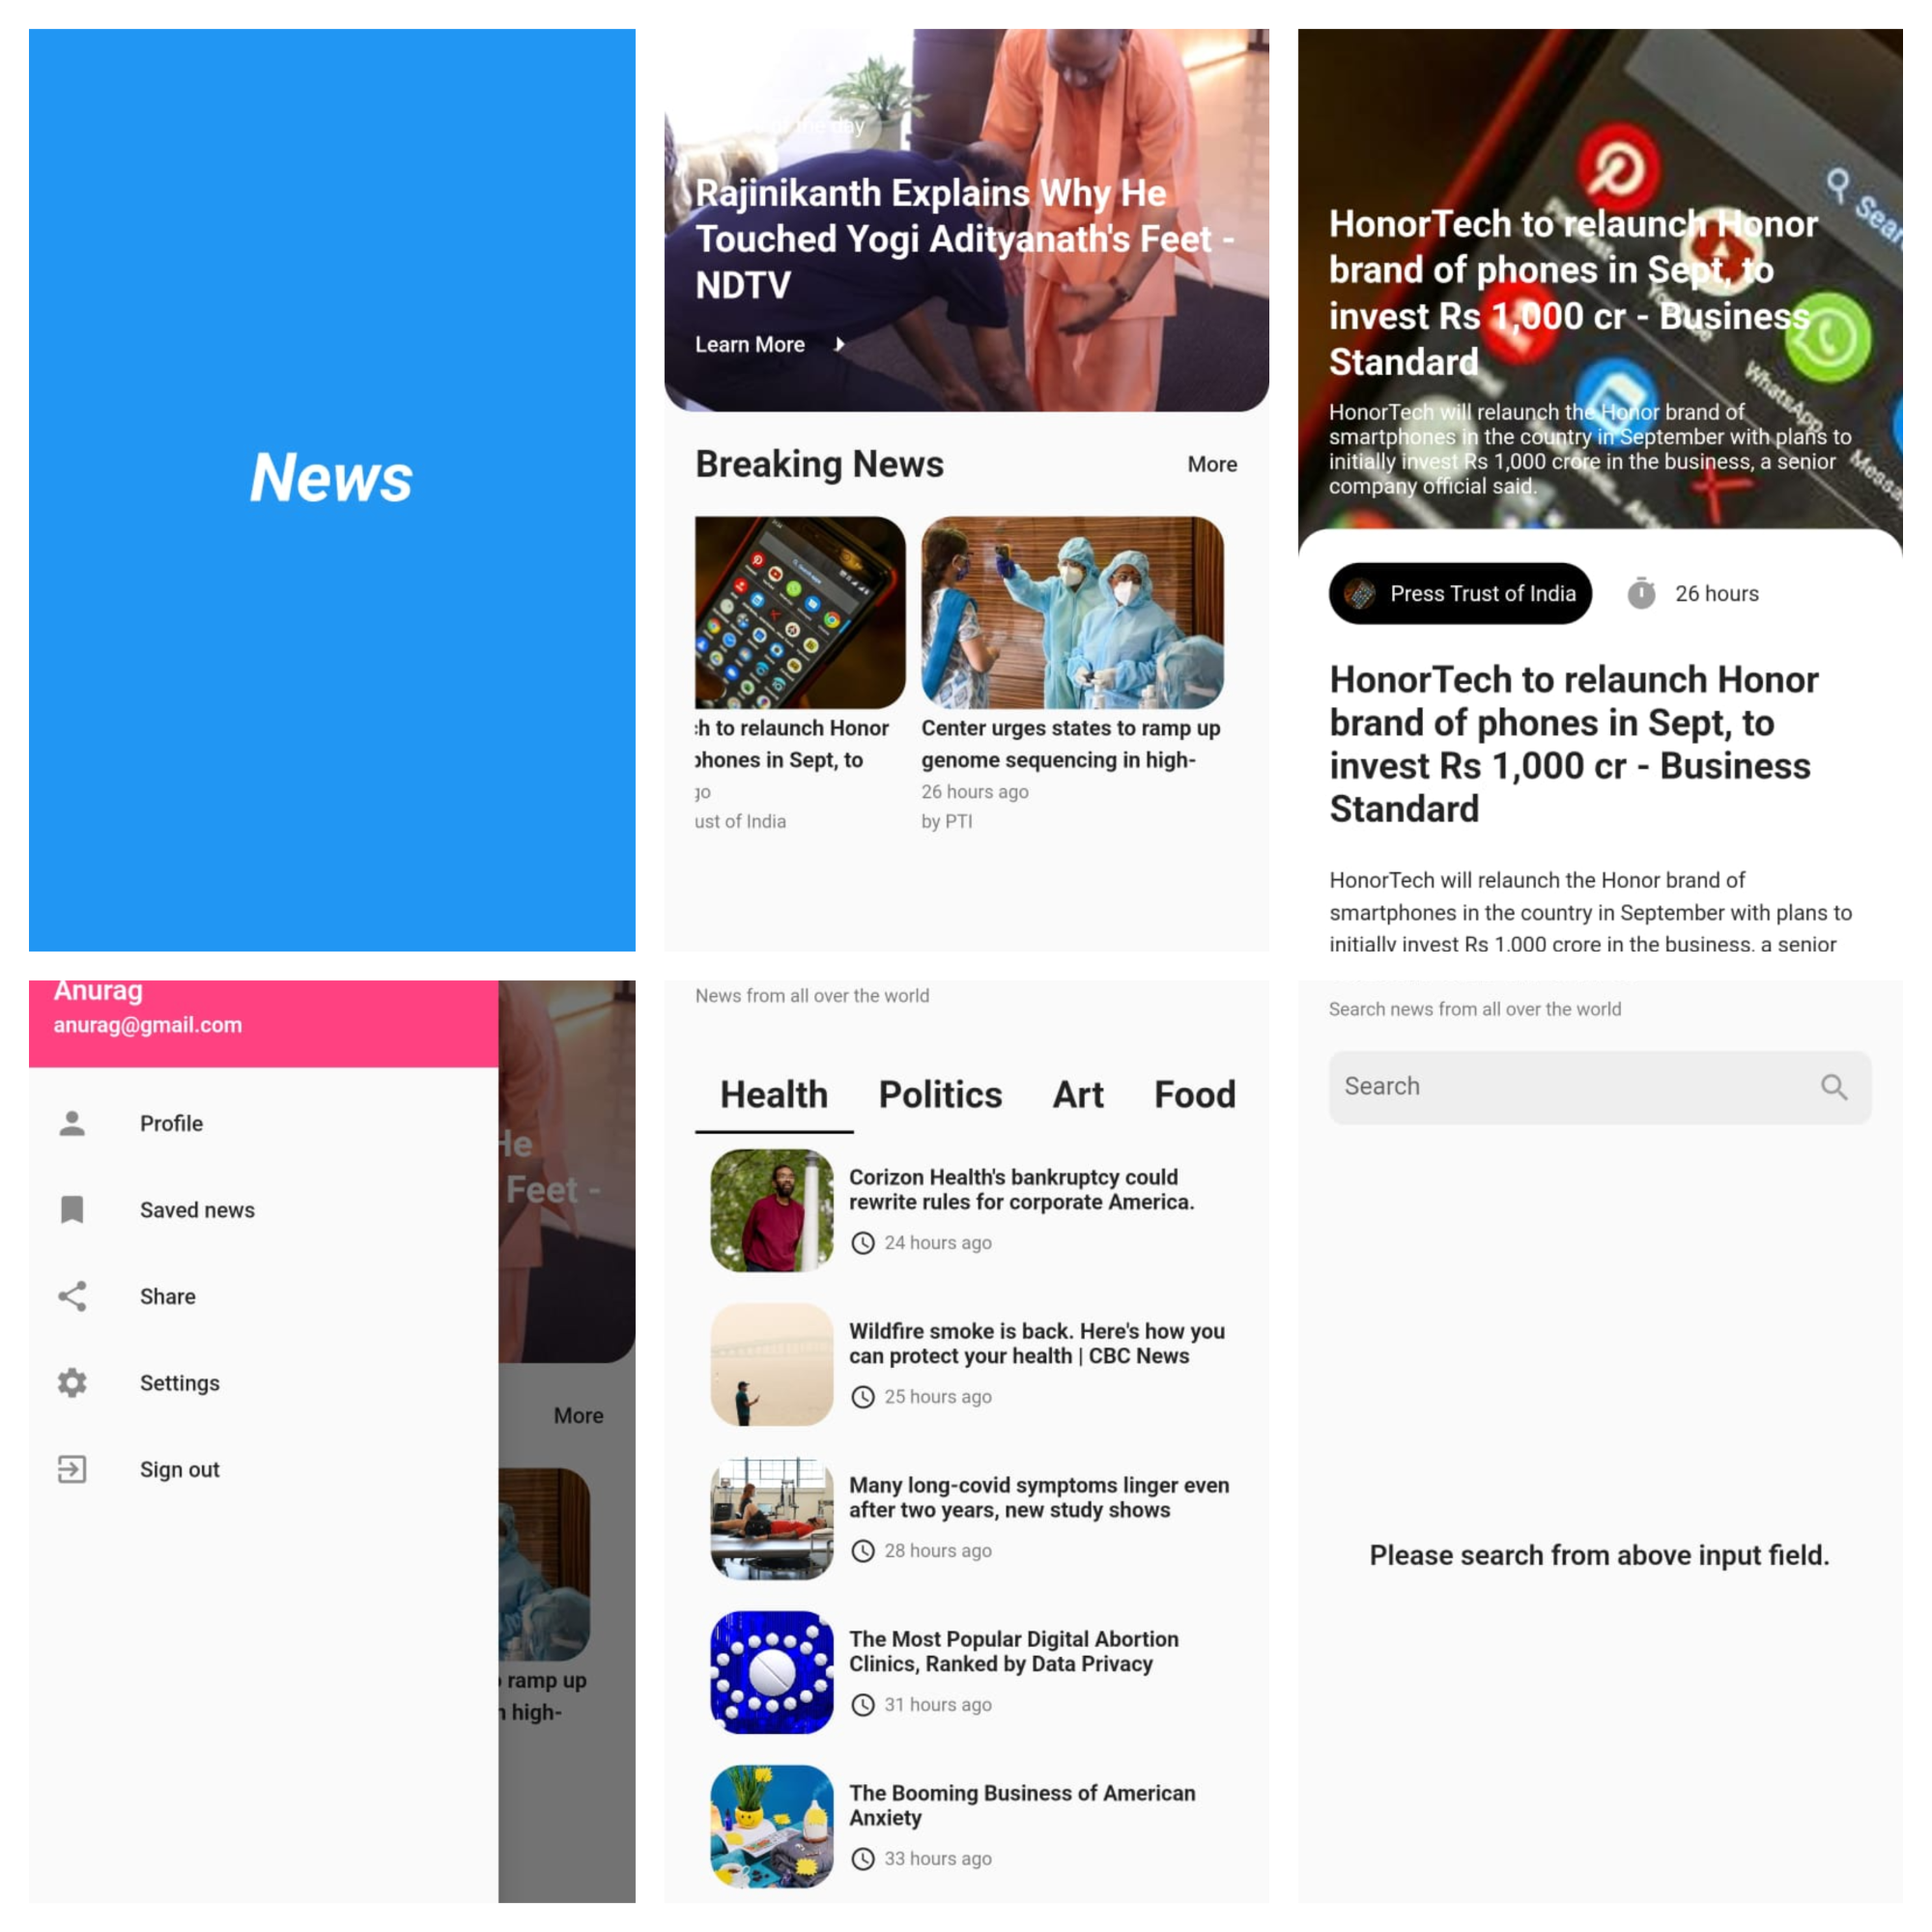 News
the day
Rajinikanth Explains Why He
Touched Yogi Adityanath's Feet -
NDTV
Learn More
Breaking News
More
ch to relaunch Honor
phones in Sept, to
go
ust of India
Center urges states to ramp up
genome sequencing in high-
26 hours ago
by PTI
Sear
WhatsApp
Messa
HonorTech to relaunch Honor
brand of phones in Sept, to
invest Rs 1,000 cr - Business
Standard
HonorTech will relaunch the Honor brand of
smartphones in the country in September with plans to
initially invest Rs 1,000 crore in the business, a senior
company official said.
Press Trust of India
26 hours
HonorTech to relaunch Honor
brand of phones in Sept, to
invest Rs 1,000 cr - Business
Standard
HonorTech will relaunch the Honor brand of
smartphones in the country in September with plans to
initially invest Rs 1,000 crore in the business, a senior
Anurag
anurag@gmail.com
Profile
Saved news
Share
Settings
Sign out
He
Feet -
More
ramp up
high-
News from all over the world
Health
Politics
Art
Food
Corizon Health's bankruptcy could
rewrite rules for corporate America.
24 hours ago
Wildfire smoke is back. Here's how you
can protect your health | CBC News
25 hours ago
Many long-covid symptoms linger even
after two years, new study shows
28 hours ago
The Most Popular Digital Abortion
Clinics, Ranked by Data Privacy
31 hours ago
The Booming Business of American
Anxiety
33 hours ago
Search news from all over the world
Search
Please search from above input field.